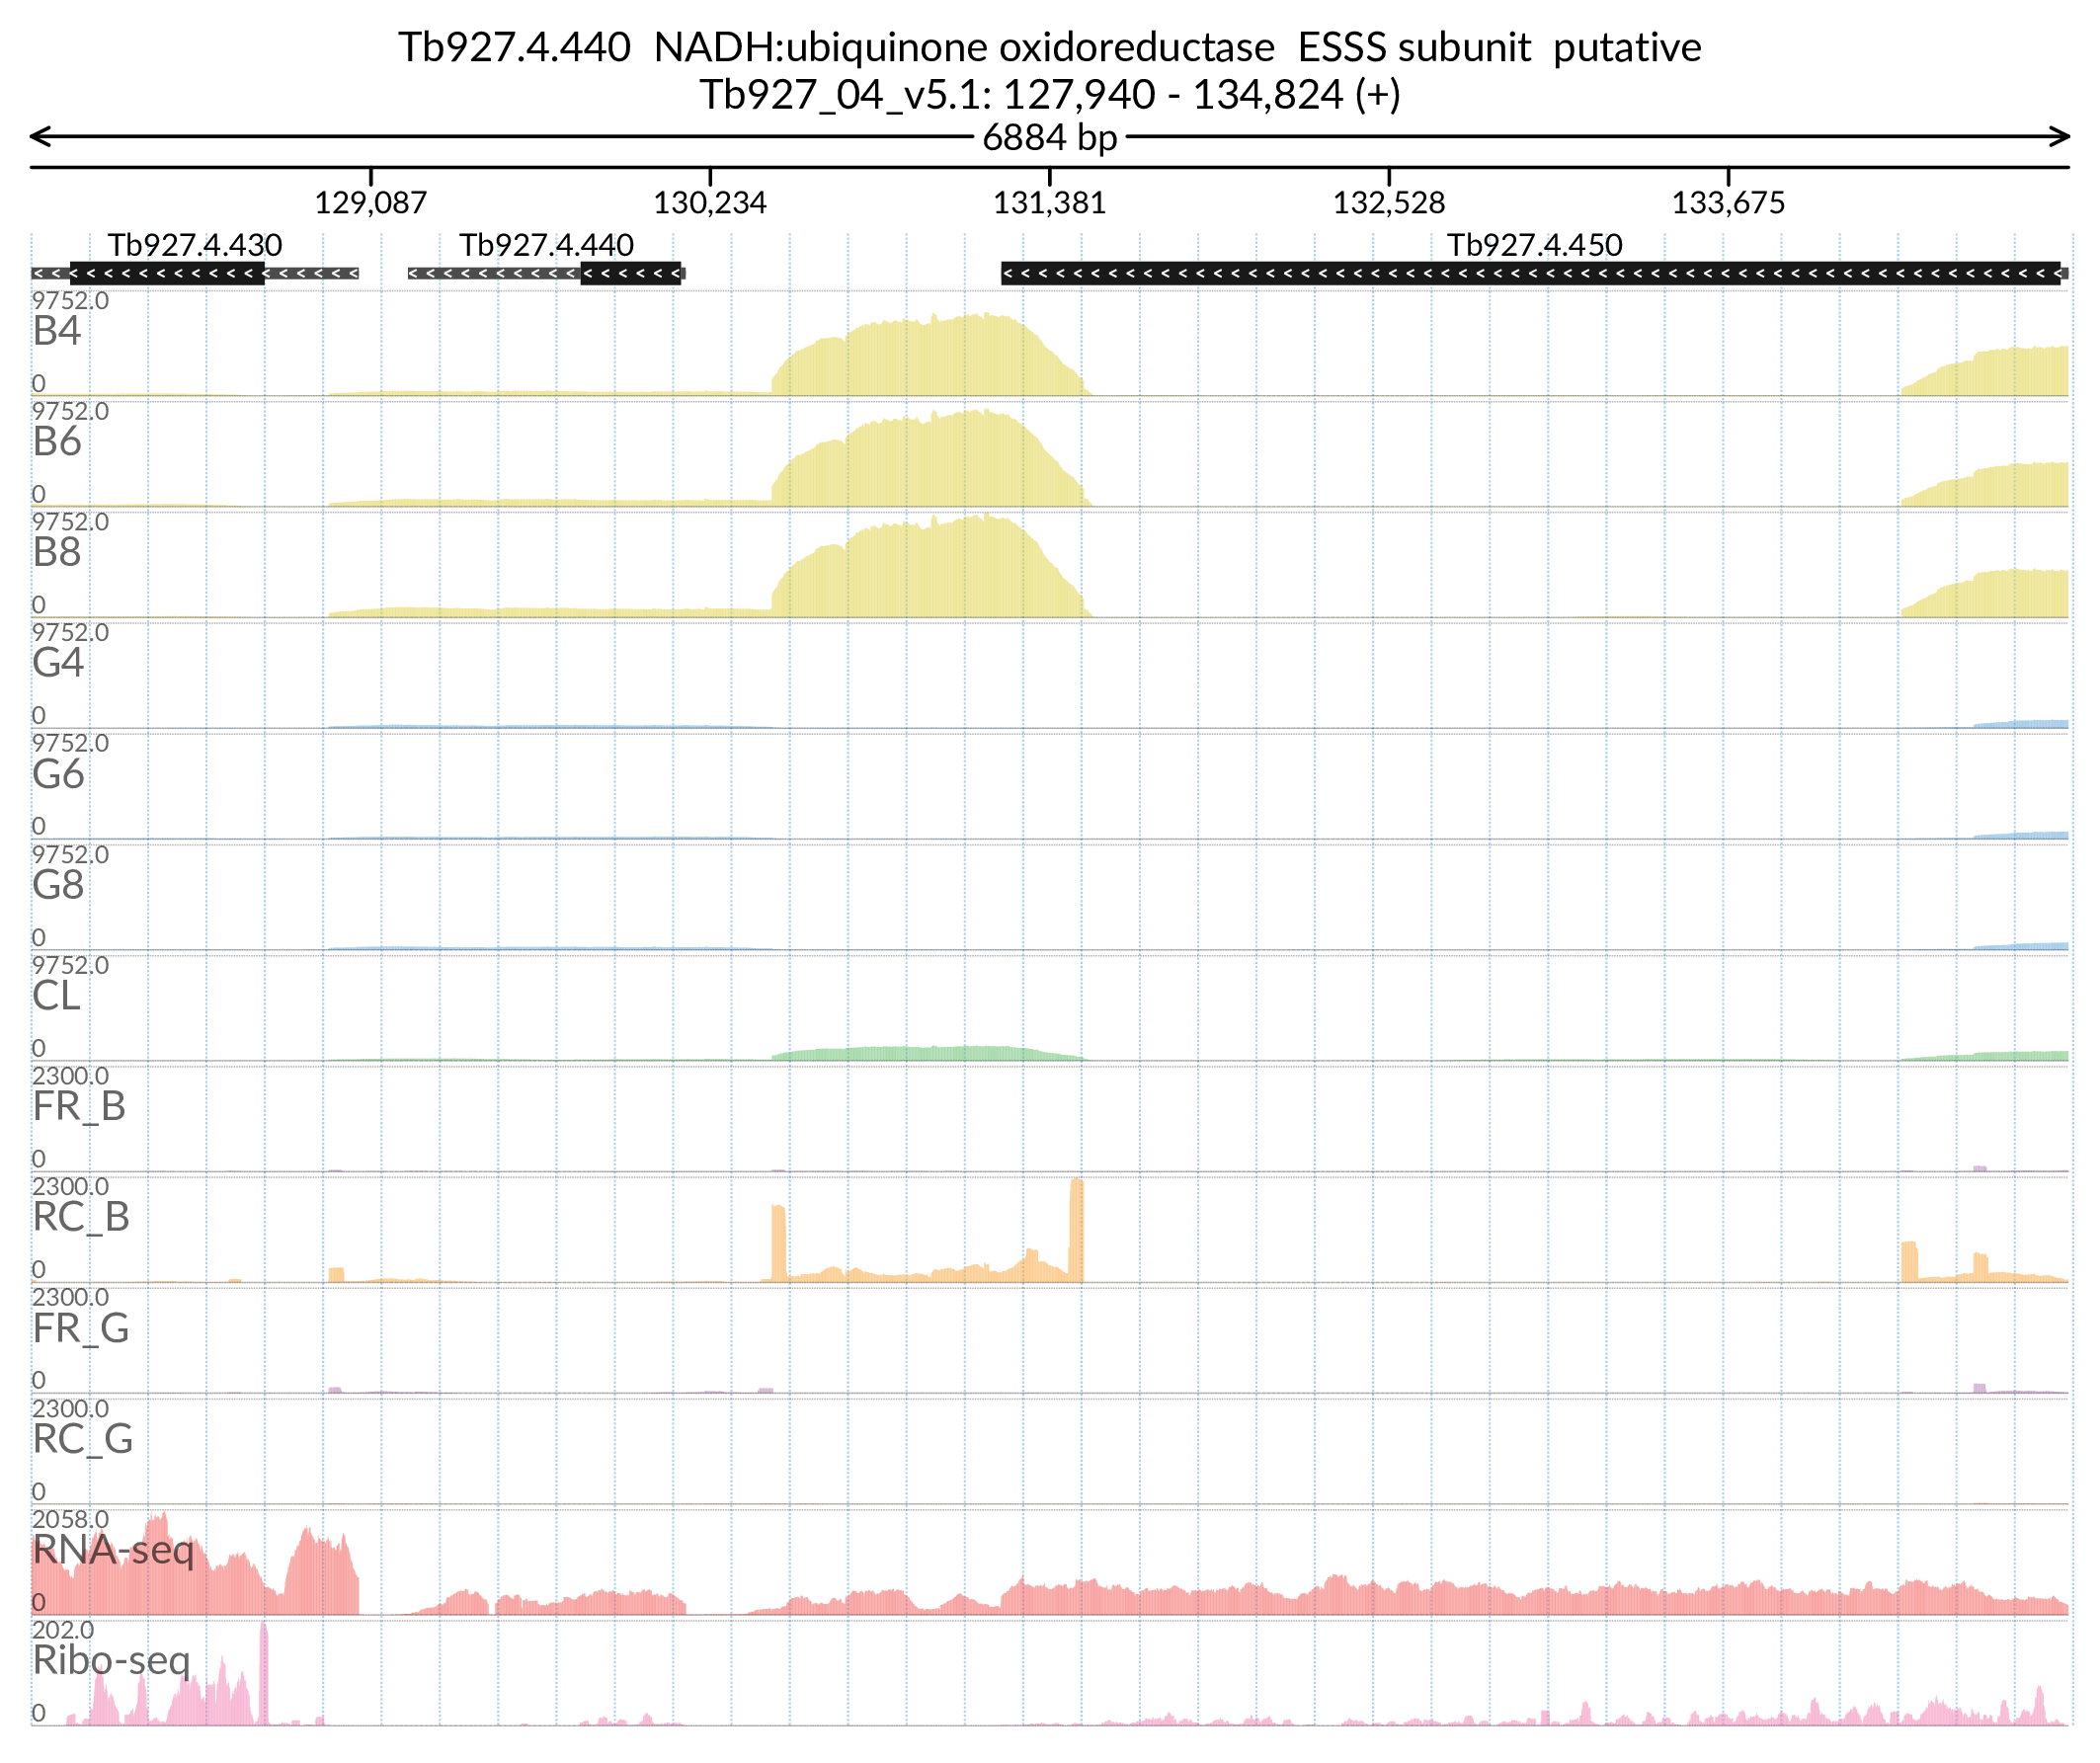 Tb927.4.440 NADH:ubiquinone oxidoreductase ESSS subunit putative
Tb927_04_v5.1: 127,940 - 134,824 (+)
6884 bp
129,087 130,234 131,381 132,528 133,675
Tb927.4.430 Tb927.4.440 Tb927.4.450
9752.0
B4
0
9752.0
B6
0
9752.0
B8
0
9752.0
G4
0
9752.0
G6
0
9752.0
G8
0
9752.0
CL
0
2300.0
FR_B
0
2300.0
RC_B
0
2300.0
FR_G
0
2300.0
RC_G
0
2058.0
RNA-seq
0
202.0
Ribo-seq
0